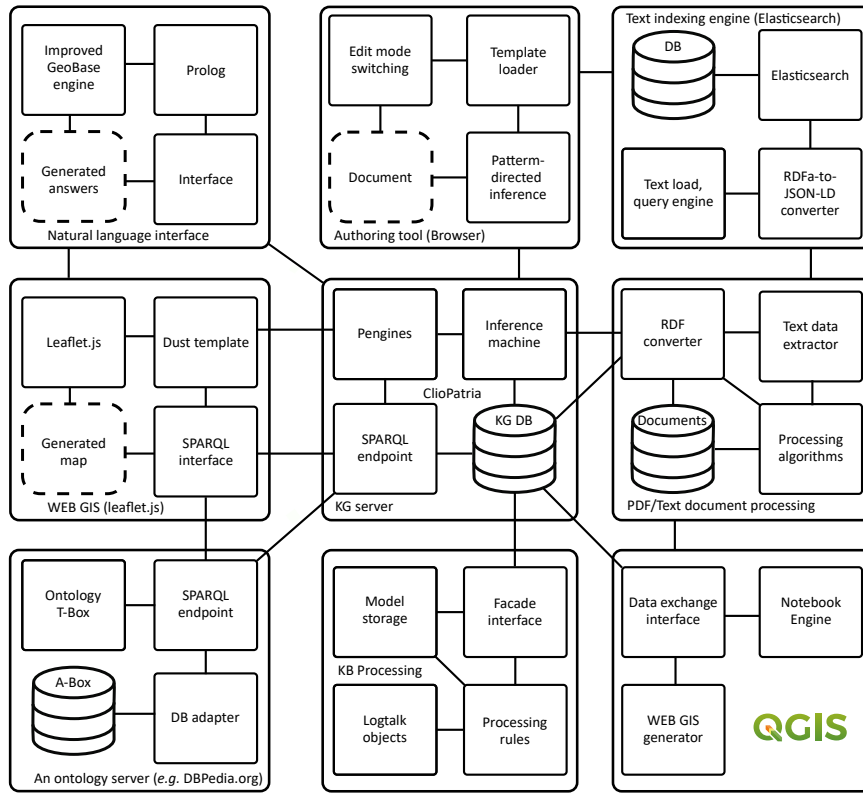 Improved
GeoBase
engine
Prolog
Generated
answers
Interface
Natural language interface
Edit mode
switching
Template
loader
Document
Patterm-
directed
inference
Authoring tool (Browser)
Text indexing engine (Elasticsearch)
DB
Elasticsearch
Text load,
query engine
RDFa-to-
JSON-LD
converter
Leaflet.js
Dust template
Generated
map
SPARQL
interface
WEB GIS (leaflet.js)
Pengines
Inference
machine
ClioPatria
SPARQL
endpoint
KG DB
KG server
RDF
converter
Text data
extractor
Documents
Processing
algorithms
PDF/Text document processing
Ontology
T-Box
SPARQL
endpoint
A-Box
DB adapter
An ontology server (e.g. DBPedia.org)
Model
storage
Facade
interface
KB Processing
Logtalk
objects
Processing
rules
Data exchange
interface
Notebook
Engine
WEB GIS
generator
QGIS